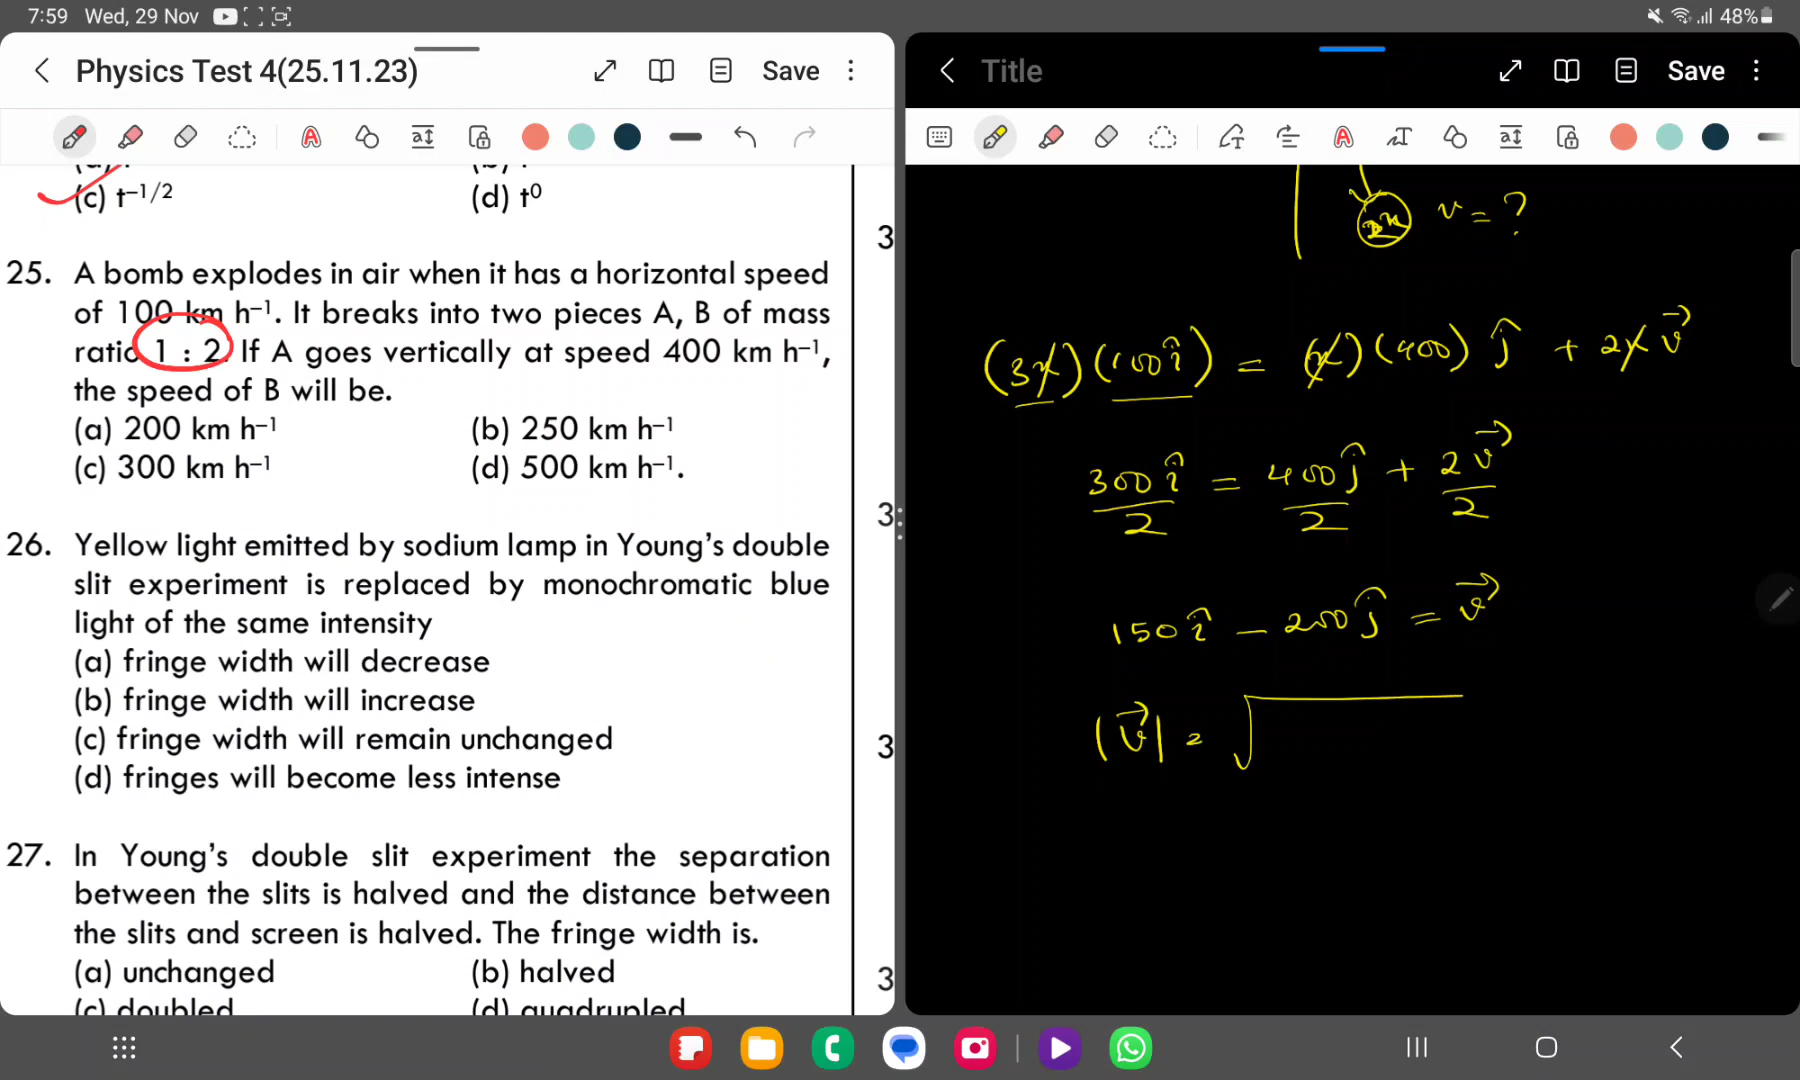 7:59 Wed, 29 Nov
48%
Physics Test 4(25.11.23)
Save
(c) t⁻¹/² (d) t⁰
3
25. A bomb explodes in air when it has a horizontal speed
of 100 km h⁻¹. It breaks into two pieces A, B of mass
ratio 1 : 2. If A goes vertically at speed 400 km h⁻¹,
the speed of B will be.
(a) 200 km h⁻¹ (b) 250 km h⁻¹
(c) 300 km h⁻¹ (d) 500 km h⁻¹.
3
26. Yellow light emitted by sodium lamp in Young's double
slit experiment is replaced by monochromatic blue
light of the same intensity
(a) fringe width will decrease
(b) fringe width will increase
(c) fringe width will remain unchanged
3
(d) fringes will become less intense
27. In Young's double slit experiment the separation
between the slits is halved and the distance between
the slits and screen is halved. The fringe width is.
(a) unchanged (b) halved
3
(c) doubled (d) quadrupled
Title
Save
2x v = ?
(3x)(100î) = (x)(400) ĵ + 2x v⃗
300î/2 = 400ĵ/2 + 2v⃗/2
150î – 200ĵ = v⃗
|v⃗| = √